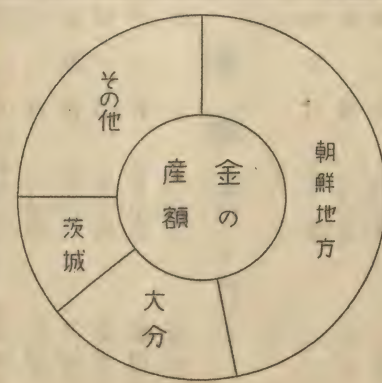 金の
産額
朝鮮地方
大分
茨城
その他